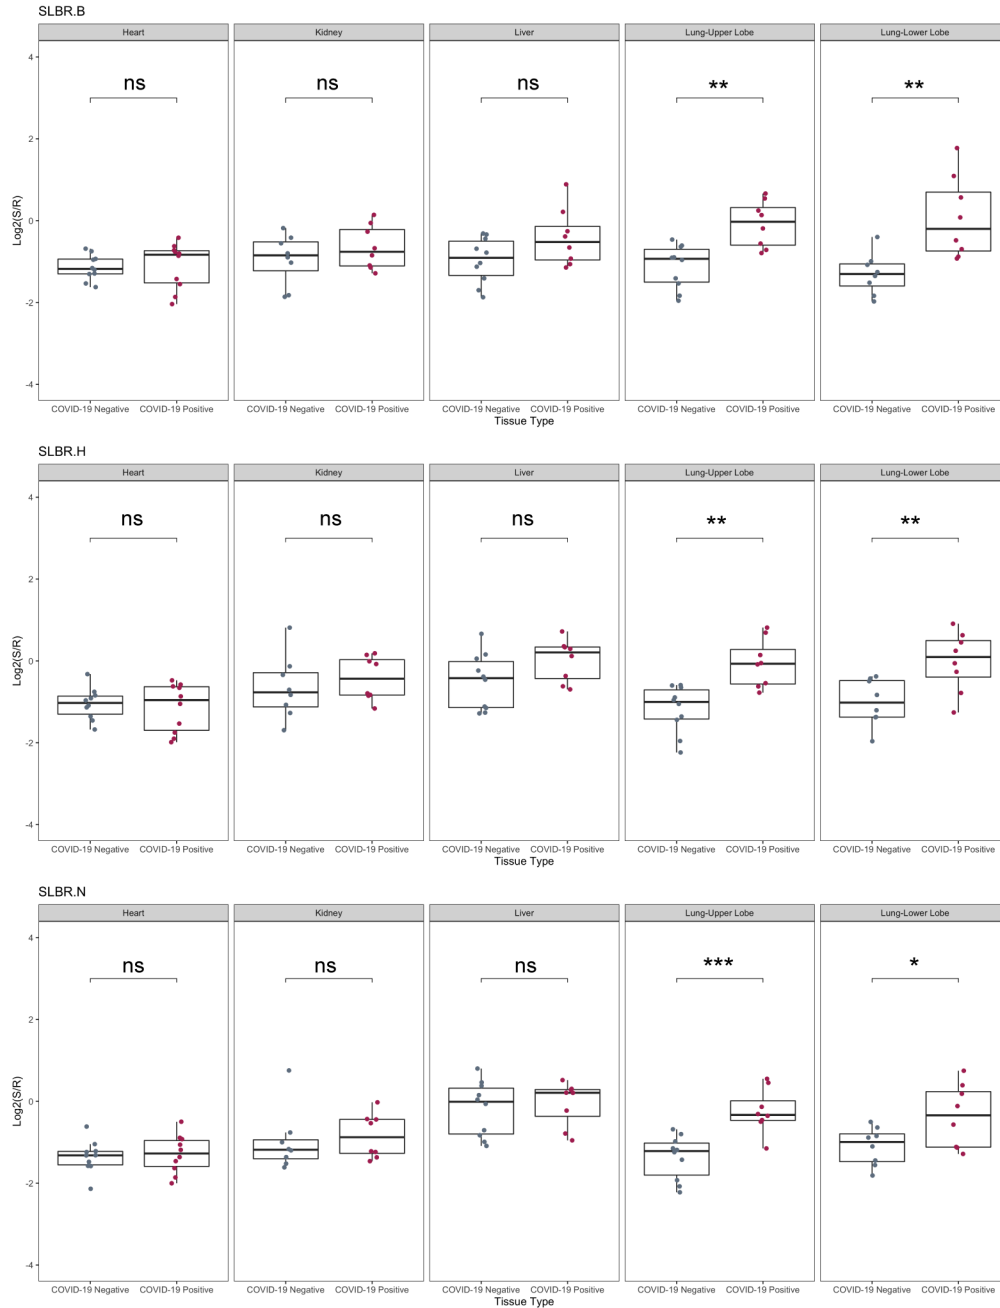 SLBR.B
Heart Kidney Liver Lung-Upper Lobe Lung-Lower Lobe
4
ns ns ns ** **
2
0
-2
-4
Log2(S/R)
COVID-19 Negative COVID-19 Positive COVID-19 Negative COVID-19 Positive COVID-19 Negative COVID-19 Positive COVID-19 Negative COVID-19 Positive COVID-19 Negative COVID-19 Positive
Tissue Type
SLBR.H
Heart Kidney Liver Lung-Upper Lobe Lung-Lower Lobe
4
ns ns ns ** **
2
0
-2
-4
Log2(S/R)
COVID-19 Negative COVID-19 Positive COVID-19 Negative COVID-19 Positive COVID-19 Negative COVID-19 Positive COVID-19 Negative COVID-19 Positive COVID-19 Negative COVID-19 Positive
Tissue Type
SLBR.N
Heart Kidney Liver Lung-Upper Lobe Lung-Lower Lobe
4
ns ns ns *** *
2
0
-2
-4
Log2(S/R)
COVID-19 Negative COVID-19 Positive COVID-19 Negative COVID-19 Positive COVID-19 Negative COVID-19 Positive COVID-19 Negative COVID-19 Positive COVID-19 Negative COVID-19 Positive
Tissue Type